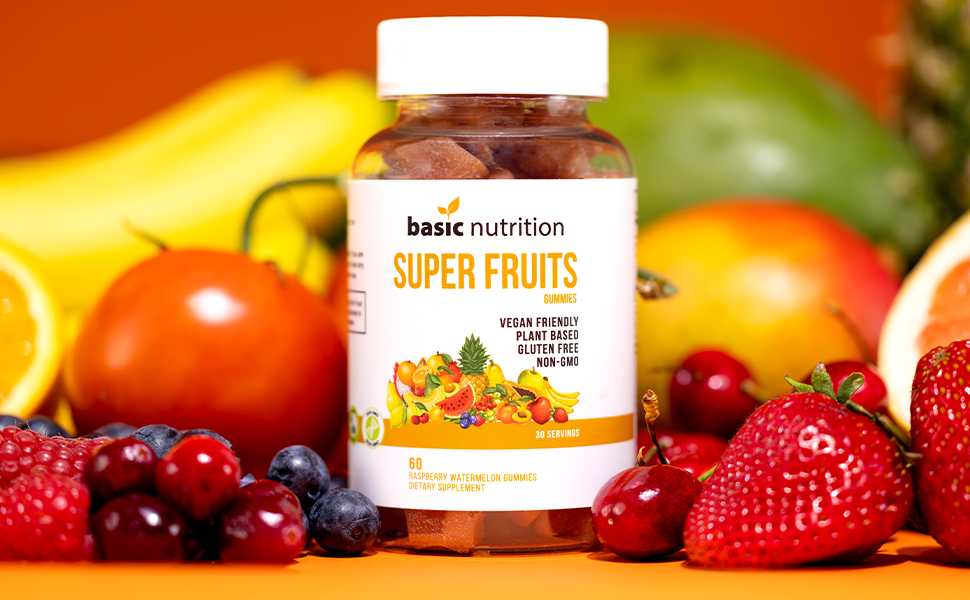 basic nutrition
SUPER FRUITS
GUMMIES
VEGAN FRIENDLY
PLANT BASED
GLUTEN FREE
NON-GMO
30 SERVINGS
60
RASPBERRY WATERMELON GUMMIES
DIETARY SUPPLEMENT